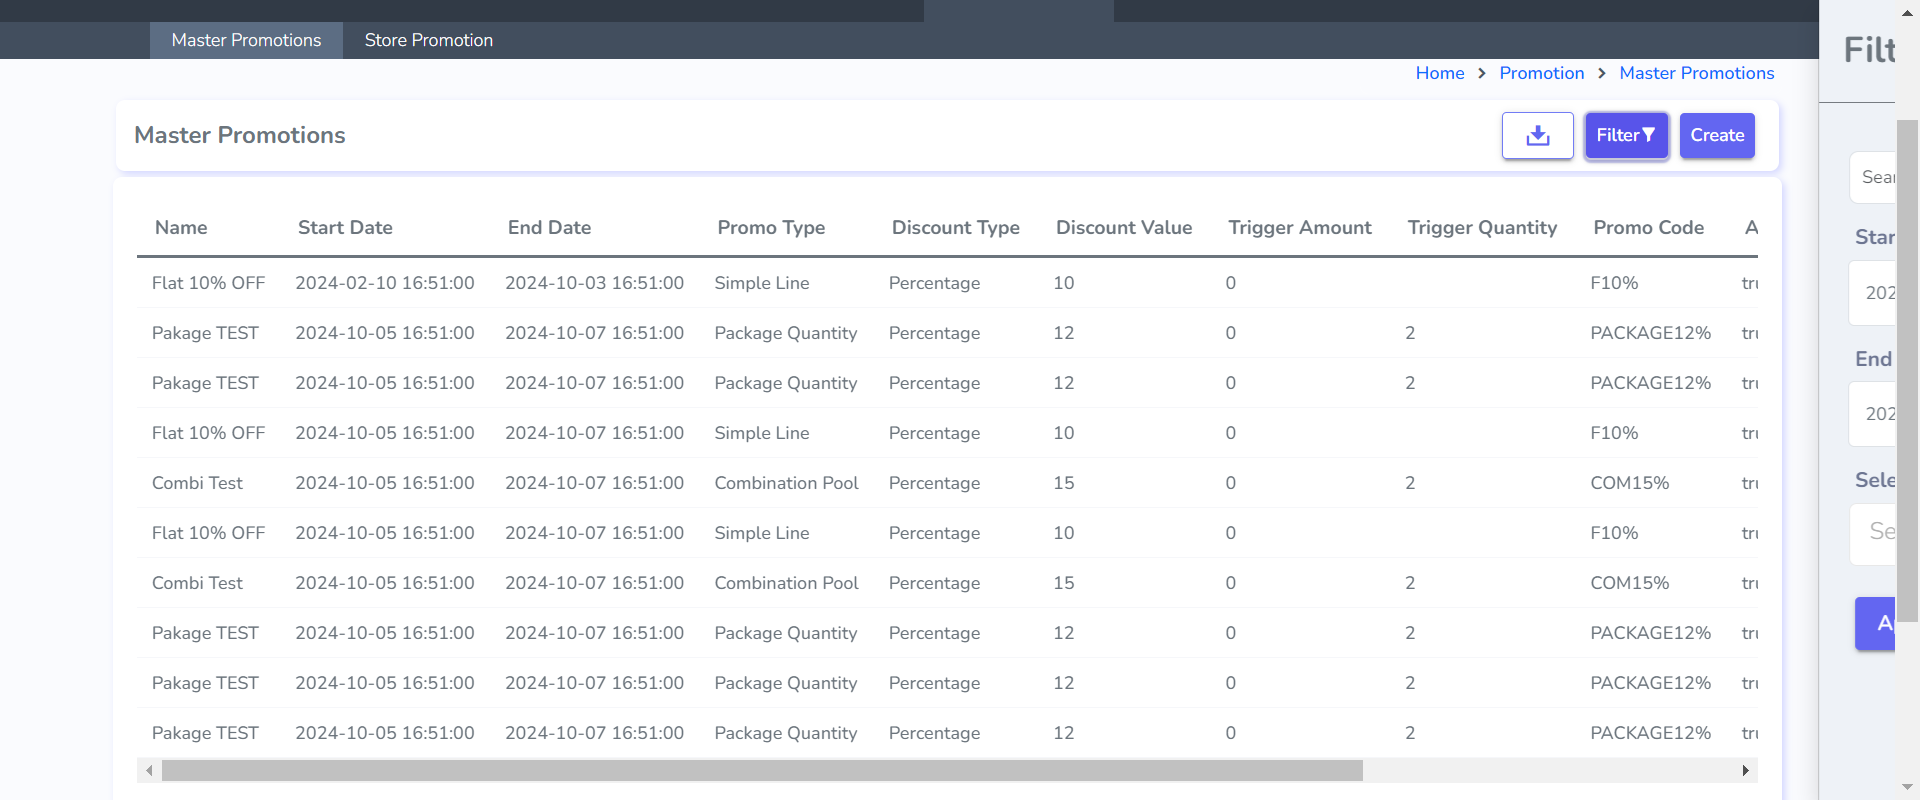 Master Promotions Store Promotion
Home > Promotion > Master Promotions
Master Promotions Filter Create
Name Start Date End Date Promo Type Discount Type Discount Value Trigger Amount Trigger Quantity Promo Code A
Flat 10% OFF 2024-02-10 16:51:00 2024-10-03 16:51:00 Simple Line Percentage 10 0 F10% tru
Pakage TEST 2024-10-05 16:51:00 2024-10-07 16:51:00 Package Quantity Percentage 12 0 2 PACKAGE12% tru
Pakage TEST 2024-10-05 16:51:00 2024-10-07 16:51:00 Package Quantity Percentage 12 0 2 PACKAGE12% tru
Flat 10% OFF 2024-10-05 16:51:00 2024-10-07 16:51:00 Simple Line Percentage 10 0 F10% tru
Combi Test 2024-10-05 16:51:00 2024-10-07 16:51:00 Combination Pool Percentage 15 0 2 COM15% tru
Flat 10% OFF 2024-10-05 16:51:00 2024-10-07 16:51:00 Simple Line Percentage 10 0 F10% tru
Combi Test 2024-10-05 16:51:00 2024-10-07 16:51:00 Combination Pool Percentage 15 0 2 COM15% tru
Pakage TEST 2024-10-05 16:51:00 2024-10-07 16:51:00 Package Quantity Percentage 12 0 2 PACKAGE12% tru
Pakage TEST 2024-10-05 16:51:00 2024-10-07 16:51:00 Package Quantity Percentage 12 0 2 PACKAGE12% tru
Pakage TEST 2024-10-05 16:51:00 2024-10-07 16:51:00 Package Quantity Percentage 12 0 2 PACKAGE12% tru
Filt
Sear
Star
202
End
202
Sele
Se